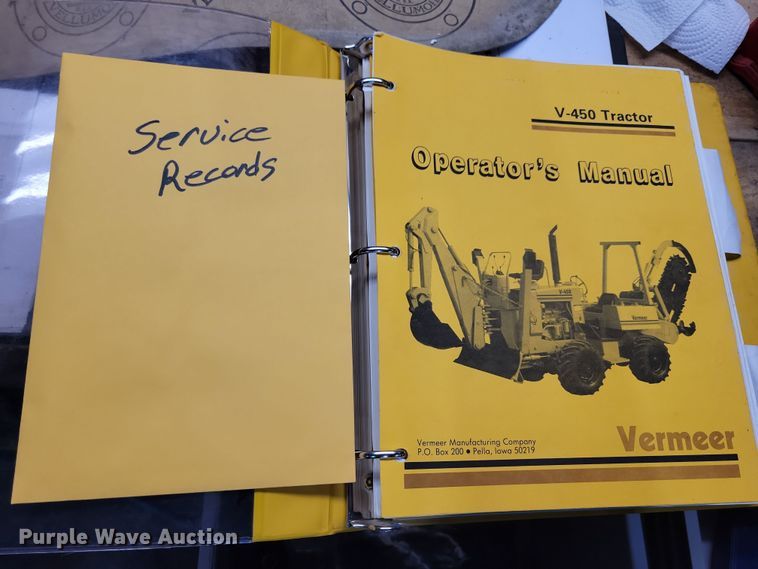 VELLUMOID
Service
Records
V-450 Tractor
Operator's Manual
V-450
Vermeer
Vermeer Manufacturing Company
P.O. Box 200 • Pella, Iowa 50219
Vermeer
Purple Wave Auction